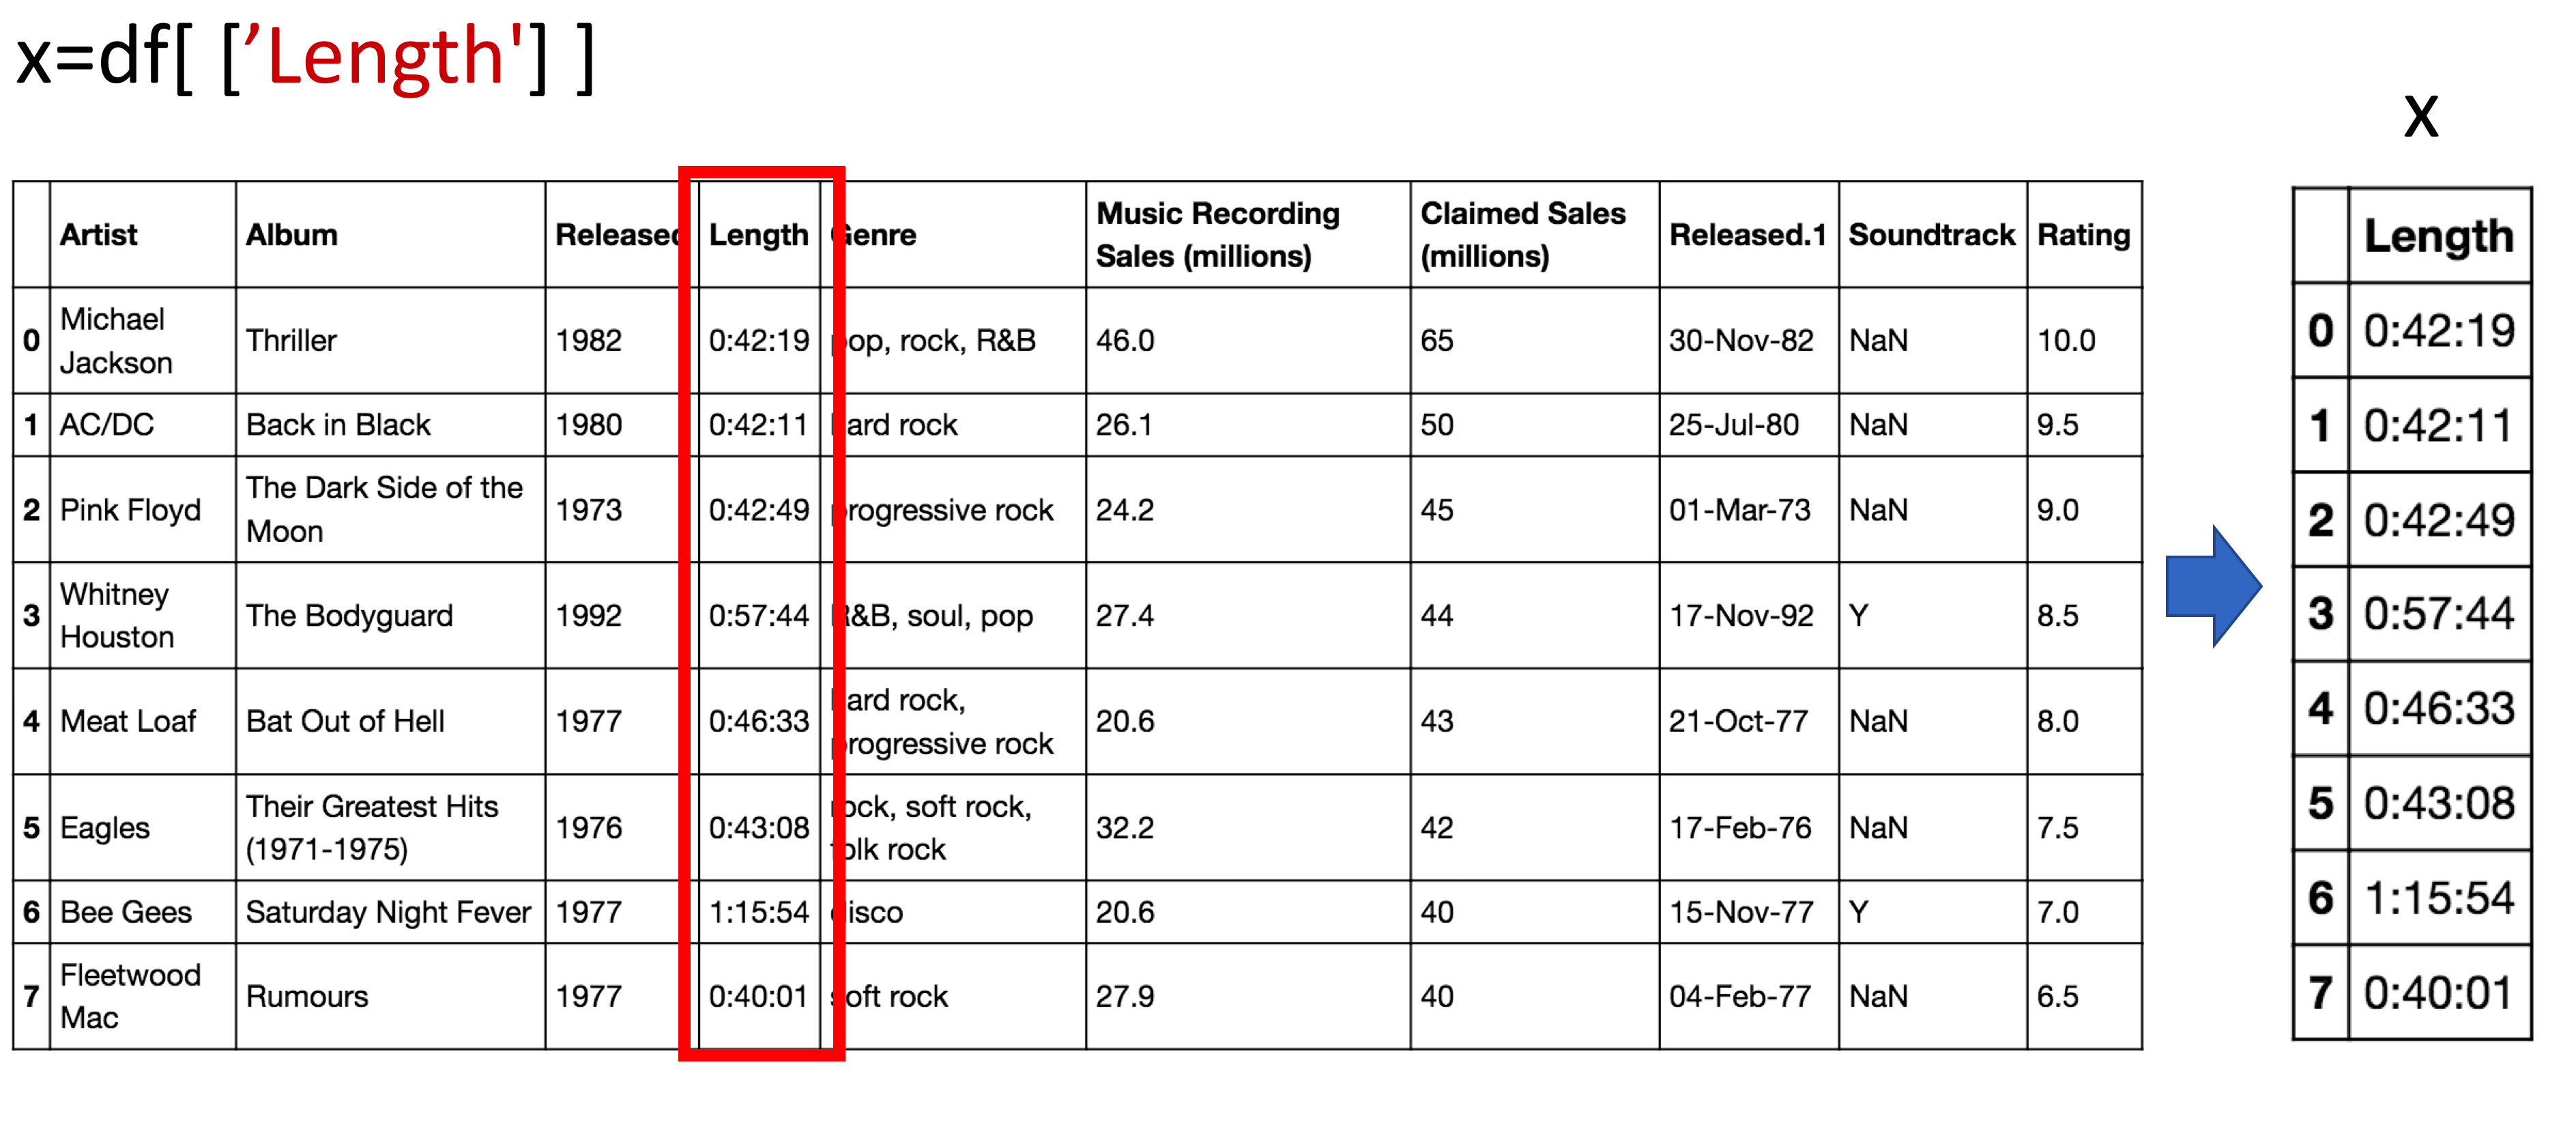 x=df[ [’Length'] ]
x
Artist Album Released Length Genre Music Recording Sales (millions) Claimed Sales (millions) Released.1 Soundtrack Rating
0 Michael Jackson Thriller 1982 0:42:19 pop, rock, R&B 46.0 65 30-Nov-82 NaN 10.0
1 AC/DC Back in Black 1980 0:42:11 hard rock 26.1 50 25-Jul-80 NaN 9.5
2 Pink Floyd The Dark Side of the Moon 1973 0:42:49 progressive rock 24.2 45 01-Mar-73 NaN 9.0
3 Whitney Houston The Bodyguard 1992 0:57:44 R&B, soul, pop 27.4 44 17-Nov-92 Y 8.5
4 Meat Loaf Bat Out of Hell 1977 0:46:33 hard rock, progressive rock 20.6 43 21-Oct-77 NaN 8.0
5 Eagles Their Greatest Hits (1971-1975) 1976 0:43:08 rock, soft rock, folk rock 32.2 42 17-Feb-76 NaN 7.5
6 Bee Gees Saturday Night Fever 1977 1:15:54 disco 20.6 40 15-Nov-77 Y 7.0
7 Fleetwood Mac Rumours 1977 0:40:01 soft rock 27.9 40 04-Feb-77 NaN 6.5
Length
0 0:42:19
1 0:42:11
2 0:42:49
3 0:57:44
4 0:46:33
5 0:43:08
6 1:15:54
7 0:40:01